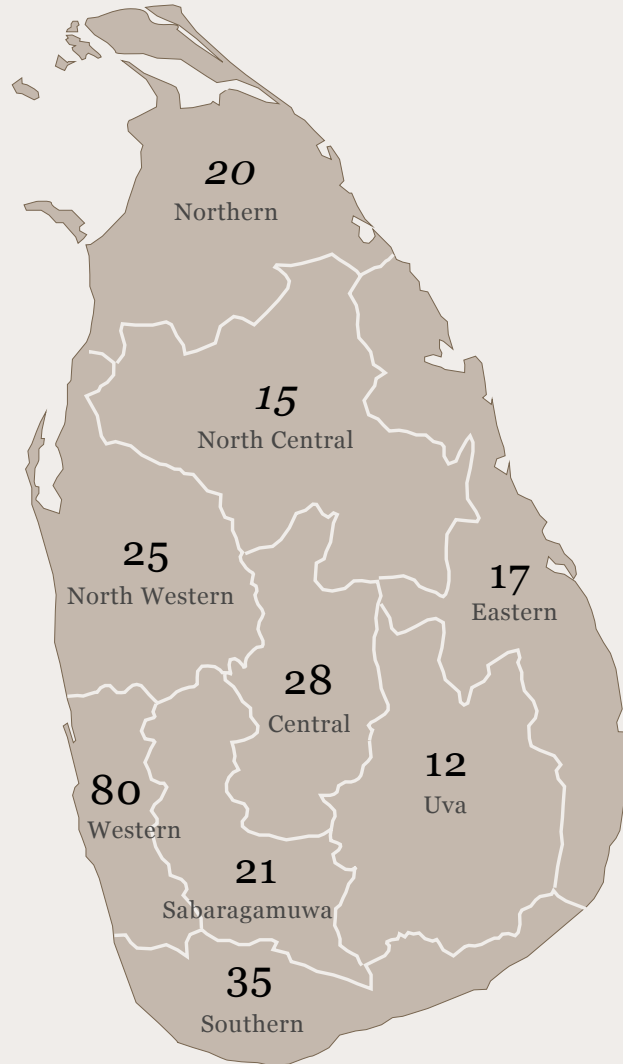 20
Northern
15
North Central
25
North Western
17
Eastern
28
Central
12
Uva
80
Western
21
Sabaragamuwa
35
Southern